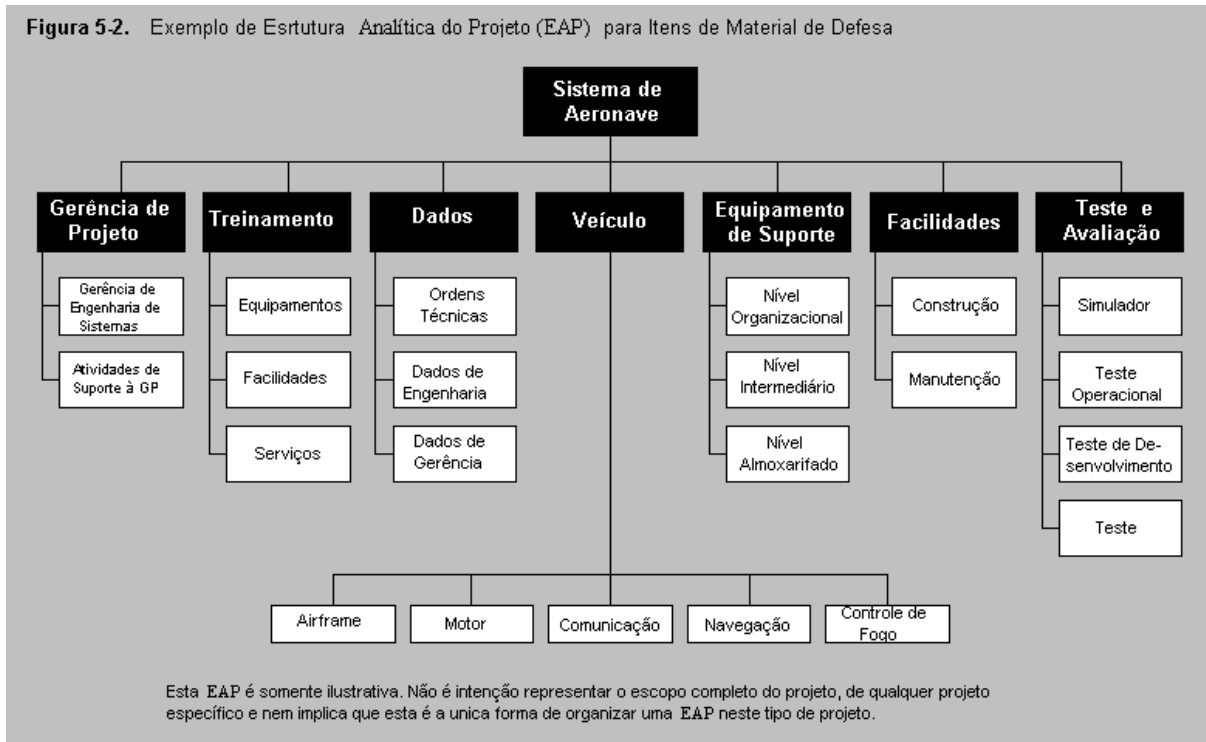 Figura 5-2. Exemplo de Esrtutura Analítica do Projeto (EAP) para Itens de Material de Defesa
Sistema de
Aeronave
Gerência de
Projeto
Treinamento
Dados
Veículo
Equipamento
de Suporte
Facilidades
Teste e
Avaliação
Gerência de
Engenharia de
Sistemas
Atividades de
Suporte à GP
Equipamentos
Facilidades
Serviços
Ordens
Técnicas
Dados de
Engenharia
Dados de
Gerência
Nível
Organizacional
Nível
Intermediário
Nível
Almoxarifado
Construção
Manutenção
Simulador
Teste
Operacional
Teste de De-
senvolvimento
Teste
Airframe
Motor
Comunicação
Navegação
Controle de
Fogo
Esta EAP é somente ilustrativa. Não é intenção representar o escopo completo do projeto, de qualquer projeto
específico e nem implica que esta é a unica forma de organizar uma EAP neste tipo de projeto.